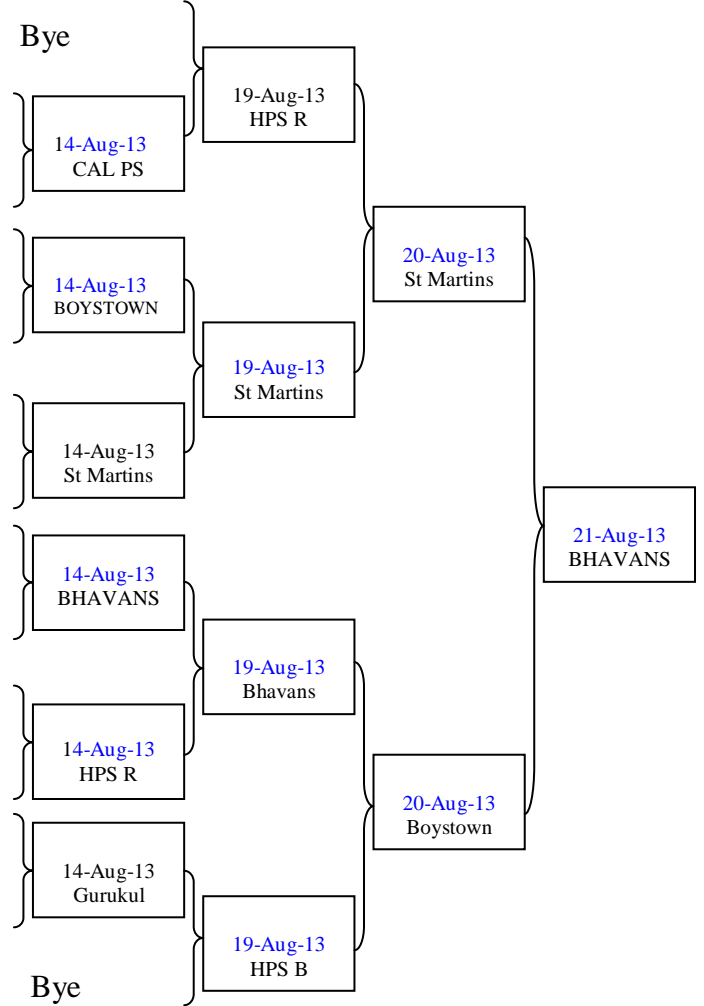 Bye
14-Aug-13
CAL PS
14-Aug-13
BOYSTOWN
14-Aug-13
St Martins
14-Aug-13
BHAVANS
14-Aug-13
HPS R
14-Aug-13
Gurukul
Bye
19-Aug-13
HPS R
19-Aug-13
St Martins
19-Aug-13
Bhavans
19-Aug-13
HPS B
20-Aug-13
St Martins
20-Aug-13
Boystown
21-Aug-13
BHAVANS